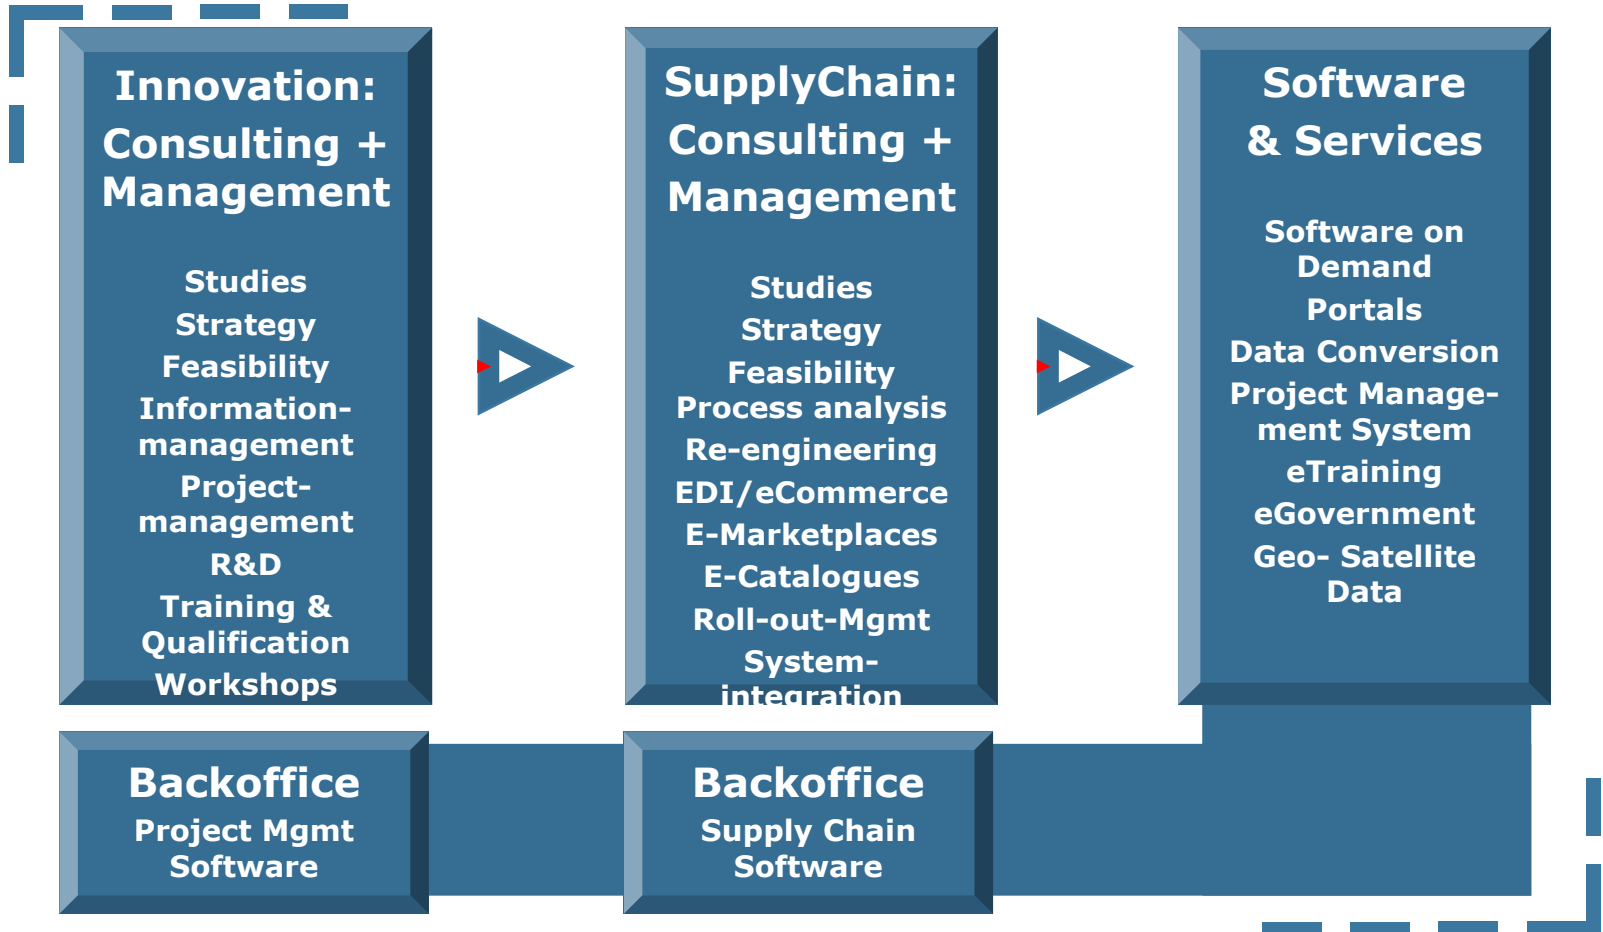 Innovation:
Consulting +
Management
Studies
Strategy
Feasibility
Information-
management
Project-
management
R&D
Training &
Qualification
Workshops
SupplyChain:
Consulting +
Management
Studies
Strategy
Feasibility
Process analysis
Re-engineering
EDI/eCommerce
E-Marketplaces
E-Catalogues
Roll-out-Mgmt
System-
integration
Software
& Services
Software on
Demand
Portals
Data Conversion
Project Manage-
ment System
eTraining
eGovernment
Geo- Satellite
Data
Backoffice
Project Mgmt
Software
Backoffice
Supply Chain
Software